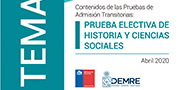 TEMA
Contenidos de las Pruebas de
Admisión Transitorias:
PRUEBA ELECTIVA DE
HISTORIA Y CIENCIAS
SOCIALES
Abril 2020
DEMRE